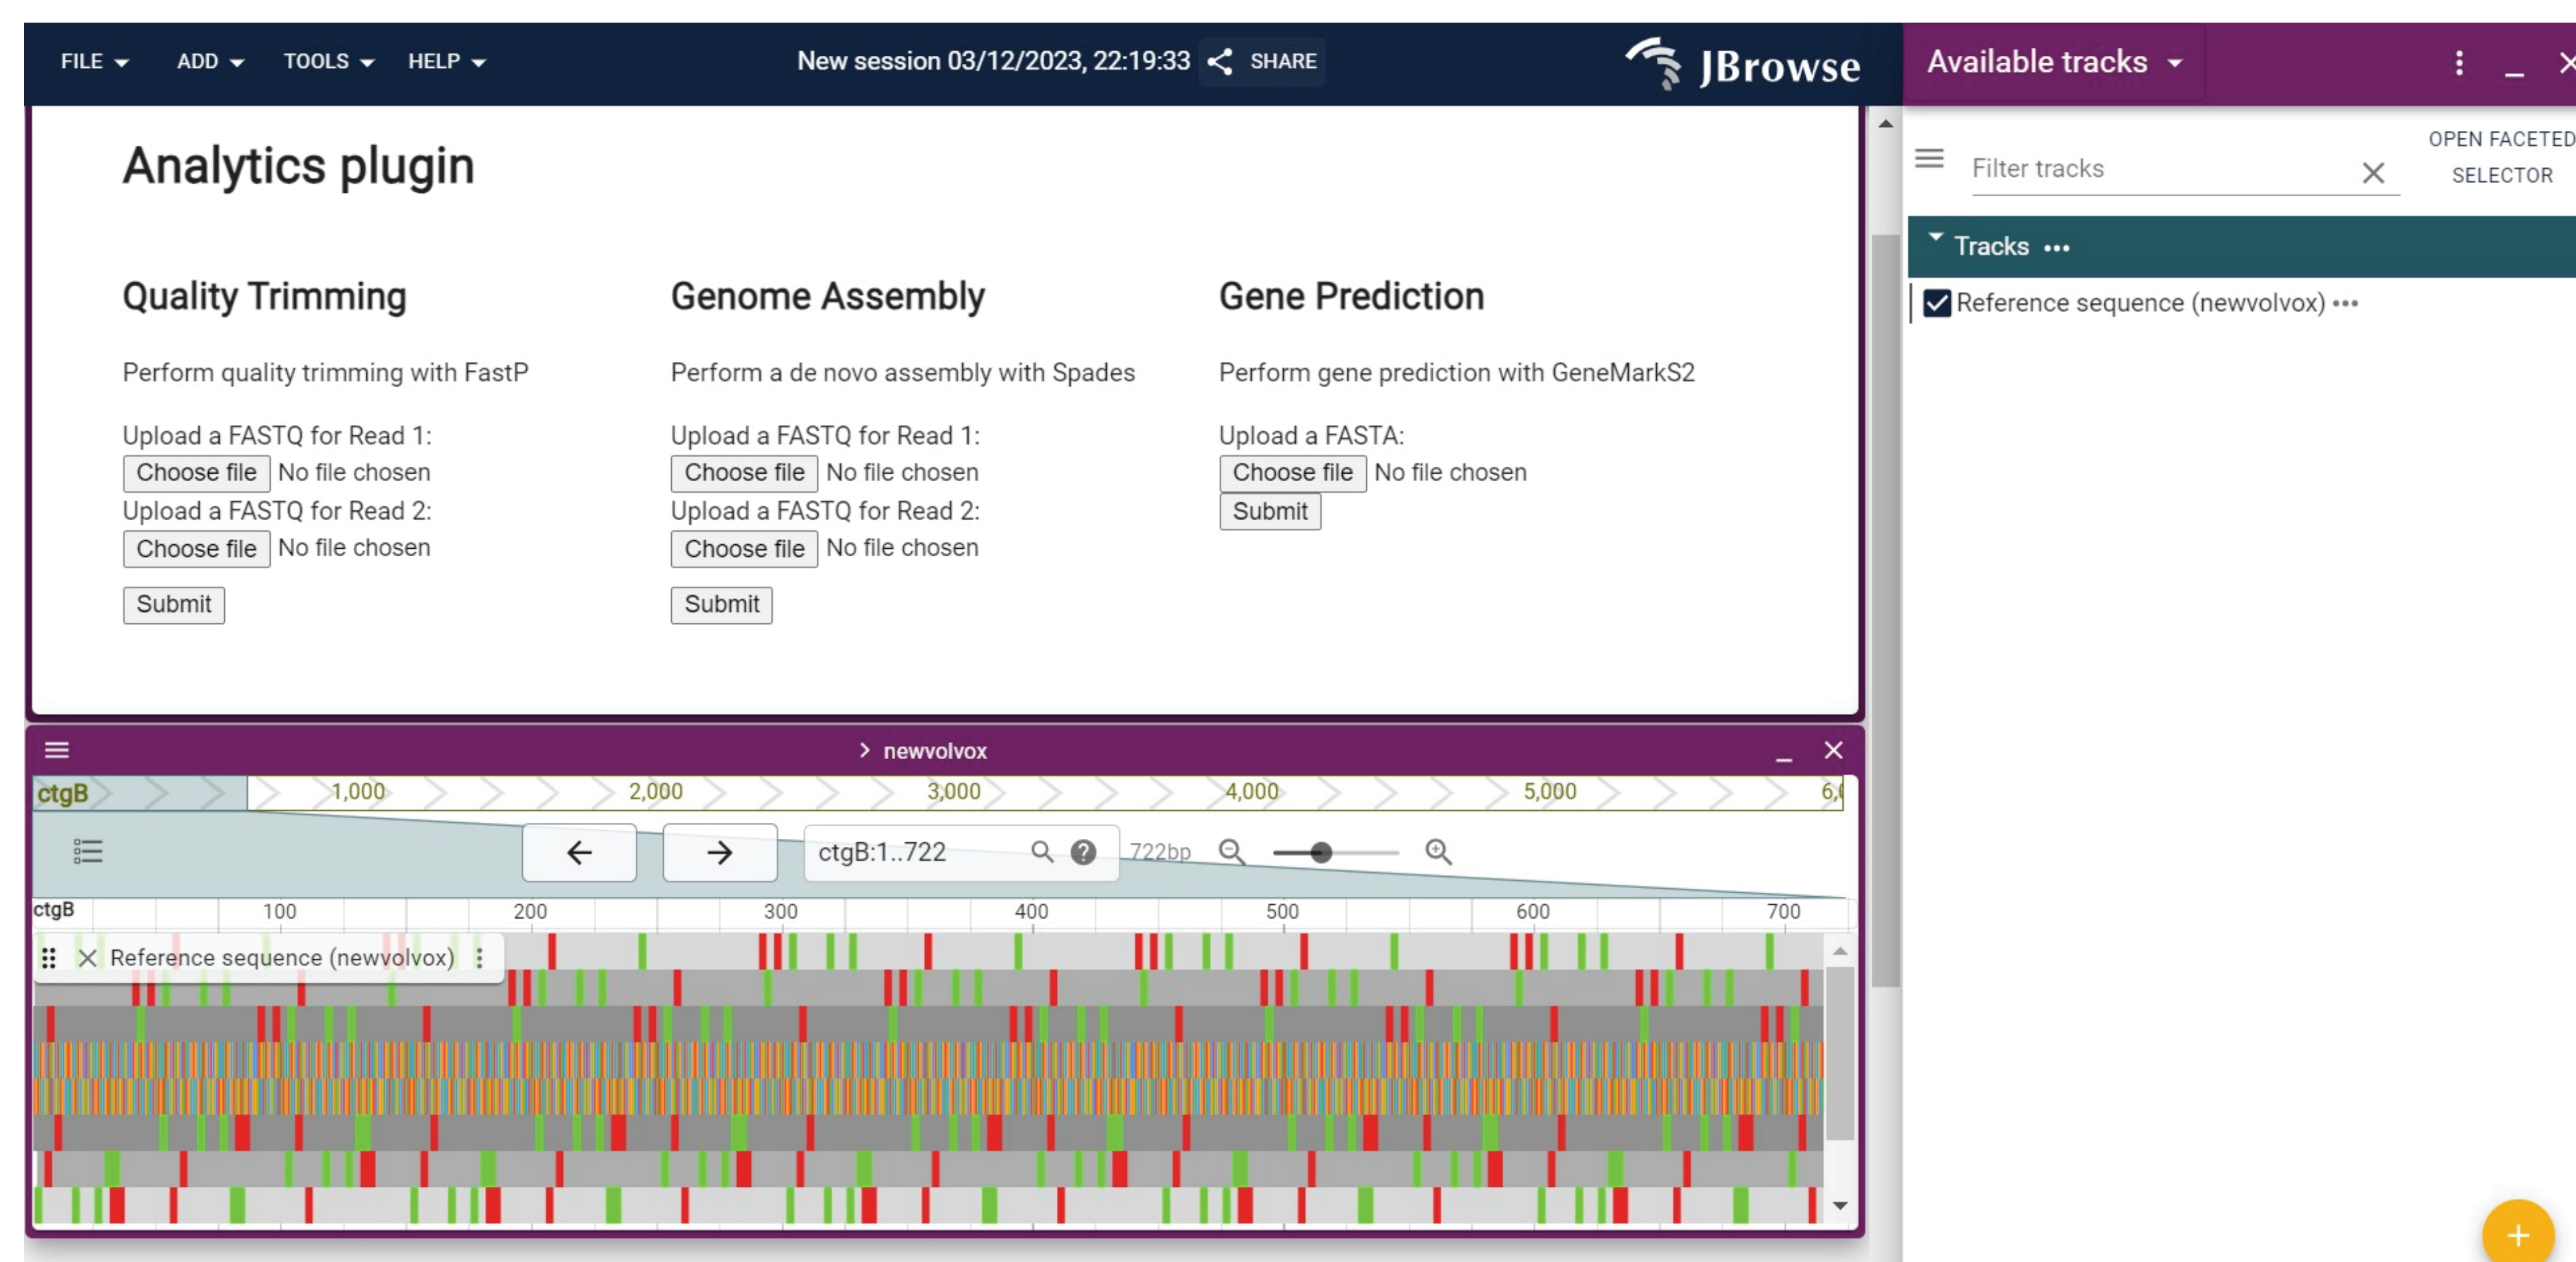 FILE ADD TOOLS HELP New session 03/12/2023, 22:19:33 SHARE JBrowse
Analytics plugin
Quality Trimming
Perform quality trimming with FastP
Upload a FASTQ for Read 1:
Choose file No file chosen
Upload a FASTQ for Read 2:
Choose file No file chosen
Submit
Genome Assembly
Perform a de novo assembly with Spades
Upload a FASTQ for Read 1:
Choose file No file chosen
Upload a FASTQ for Read 2:
Choose file No file chosen
Submit
Gene Prediction
Perform gene prediction with GeneMarkS2
Upload a FASTA:
Choose file No file chosen
Submit
newvolvox
ctgB 1,000 2,000 3,000 4,000 5,000
ctgB:1..722 722bp
ctgB 100 200 300 400 500 600 700
Reference sequence (newvolvox)
Available tracks
Filter tracks
OPEN FACETED
SELECTOR
Tracks
Reference sequence (newvolvox)